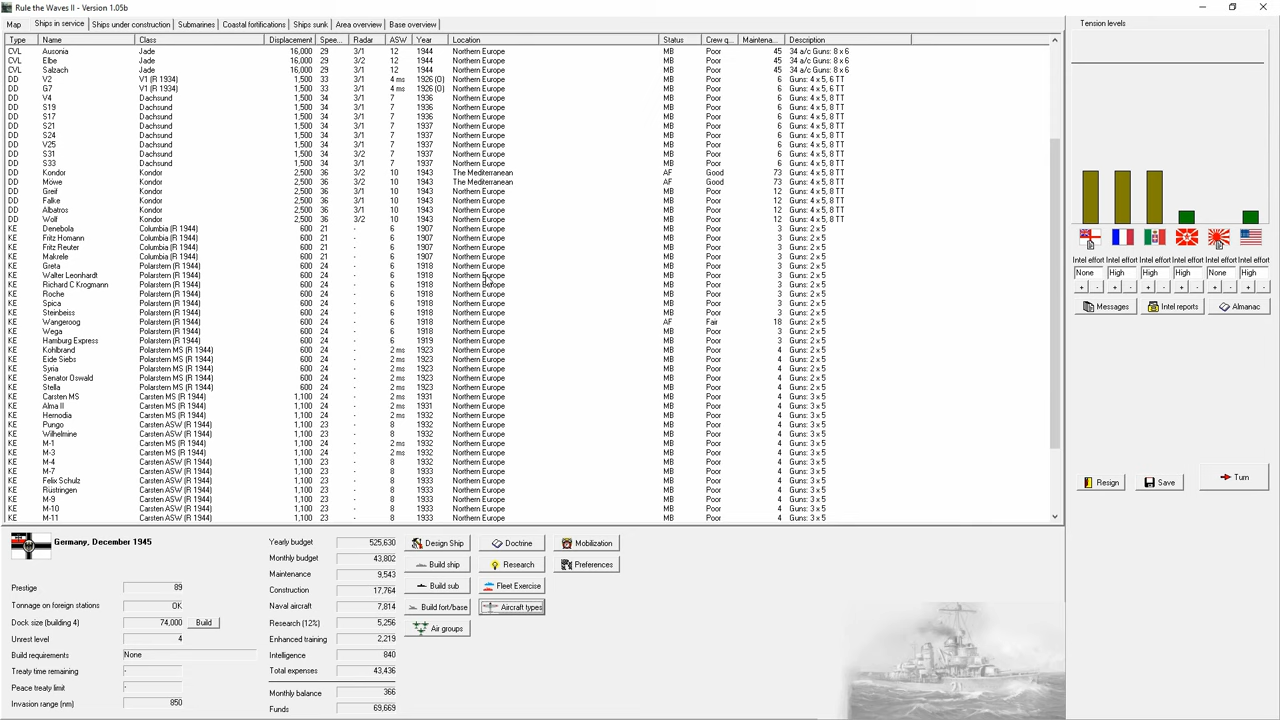 Rule the Waves II - Version 1.05b
Map Ships in service Ships under construction Submarines Coastal fortifications Ships sunk Area overview Base overview
Type Name Class Displacement Spee... Radar ASW Year Location Status Crew q... Maintena... Description
CVL Ausonia Jade 16,000 29 3/1 12 1944 Northern Europe MB Poor 45 34 a/c Guns: 8 x 6
CVL Elbe Jade 16,000 29 3/2 12 1944 Northern Europe MB Poor 45 34 a/c Guns: 8 x 6
CVL Salzach Jade 16,000 29 3/1 12 1944 Northern Europe MB Poor 45 34 a/c Guns: 8 x 6
DD V2 V1 (R 1934) 1,500 33 3/1 4 ms 1926 (O) Northern Europe MB Poor 6 Guns: 4 x 5, 6 TT
DD G7 V1 (R 1934) 1,500 33 3/1 4 ms 1926 (O) Northern Europe MB Poor 6 Guns: 4 x 5, 6 TT
DD V4 Dachsund 1,500 34 3/1 7 1936 Northern Europe MB Poor 6 Guns: 4 x 5, 8 TT
DD S19 Dachsund 1,500 34 3/1 7 1936 Northern Europe MB Poor 6 Guns: 4 x 5, 8 TT
DD S17 Dachsund 1,500 34 3/1 7 1936 Northern Europe MB Poor 6 Guns: 4 x 5, 8 TT
DD S21 Dachsund 1,500 34 3/1 7 1937 Northern Europe MB Poor 6 Guns: 4 x 5, 8 TT
DD S24 Dachsund 1,500 34 3/1 7 1937 Northern Europe MB Poor 6 Guns: 4 x 5, 8 TT
DD V25 Dachsund 1,500 34 3/1 7 1937 Northern Europe MB Poor 6 Guns: 4 x 5, 8 TT
DD S31 Dachsund 1,500 34 3/2 7 1937 Northern Europe MB Poor 6 Guns: 4 x 5, 8 TT
DD S33 Dachsund 1,500 34 3/2 7 1937 Northern Europe MB Poor 6 Guns: 4 x 5, 8 TT
DD Kondor Kondor 2,500 36 3/2 10 1943 The Mediterranean AF Good 73 Guns: 4 x 5, 8 TT
DD Möwe Kondor 2,500 36 3/2 10 1943 The Mediterranean AF Good 73 Guns: 4 x 5, 8 TT
DD Greif Kondor 2,500 36 3/1 10 1943 Northern Europe MB Poor 12 Guns: 4 x 5, 8 TT
DD Falke Kondor 2,500 36 3/1 10 1943 Northern Europe MB Poor 12 Guns: 4 x 5, 8 TT
DD Albatros Kondor 2,500 36 3/1 10 1943 Northern Europe MB Poor 12 Guns: 4 x 5, 8 TT
DD Wolf Kondor 2,500 36 3/2 10 1943 Northern Europe MB Poor 12 Guns: 4 x 5, 8 TT
KE Denebola Columbia (R 1944) 600 21 - 6 1907 Northern Europe MB Poor 3 Guns: 2 x 5
KE Fritz Homann Columbia (R 1944) 600 21 - 6 1907 Northern Europe MB Poor 3 Guns: 2 x 5
KE Fritz Reuter Columbia (R 1944) 600 21 - 6 1907 Northern Europe MB Poor 3 Guns: 2 x 5
KE Makrele Columbia (R 1944) 600 21 - 6 1907 Northern Europe MB Poor 3 Guns: 2 x 5
KE Greta Polarstern (R 1944) 600 24 - 6 1918 Northern Europe MB Poor 3 Guns: 2 x 5
KE Walter Leonhardt Polarstern (R 1944) 600 24 - 6 1918 Northern Europe MB Poor 3 Guns: 2 x 5
KE Richard C Krogmann Polarstern (R 1944) 600 24 - 6 1918 Northern Europe MB Poor 3 Guns: 2 x 5
KE Roche Polarstern (R 1944) 600 24 - 6 1918 Northern Europe MB Poor 3 Guns: 2 x 5
KE Spica Polarstern (R 1944) 600 24 - 6 1918 Northern Europe MB Poor 3 Guns: 2 x 5
KE Steinbeiss Polarstern (R 1944) 600 24 - 6 1918 Northern Europe MB Poor 3 Guns: 2 x 5
KE Wangeroog Polarstern (R 1944) 600 24 - 6 1918 Northern Europe AF Fair 18 Guns: 2 x 5
KE Wega Polarstern (R 1944) 600 24 - 6 1918 Northern Europe MB Poor 3 Guns: 2 x 5
KE Hamburg Express Polarstern (R 1944) 600 24 - 6 1919 Northern Europe MB Poor 3 Guns: 2 x 5
KE Kohlbrand Polarstern MS (R 1944) 600 24 - 2 ms 1923 Northern Europe MB Poor 4 Guns: 2 x 5
KE Eide Siebs Polarstern MS (R 1944) 600 24 - 2 ms 1923 Northern Europe MB Poor 4 Guns: 2 x 5
KE Syria Polarstern MS (R 1944) 600 24 - 2 ms 1923 Northern Europe MB Poor 4 Guns: 2 x 5
KE Senator Oswald Polarstern MS (R 1944) 600 24 - 2 ms 1923 Northern Europe MB Poor 4 Guns: 2 x 5
KE Stella Polarstern MS (R 1944) 600 24 - 2 ms 1923 Northern Europe MB Poor 4 Guns: 2 x 5
KE Carsten MS Carsten MS (R 1944) 1,100 24 - 2 ms 1931 Northern Europe MB Poor 4 Guns: 3 x 5
KE Alma II Carsten MS (R 1944) 1,100 24 - 2 ms 1931 Northern Europe MB Poor 4 Guns: 3 x 5
KE Hernodia Carsten MS (R 1944) 1,100 24 - 2 ms 1932 Northern Europe MB Poor 4 Guns: 3 x 5
KE Pungo Carsten ASW (R 1944) 1,100 23 - 8 1932 Northern Europe MB Poor 4 Guns: 3 x 5
KE Wilhelmine Carsten ASW (R 1944) 1,100 23 - 8 1932 Northern Europe MB Poor 4 Guns: 3 x 5
KE M-1 Carsten MS (R 1944) 1,100 24 - 2 ms 1932 Northern Europe MB Poor 4 Guns: 3 x 5
KE M-3 Carsten MS (R 1944) 1,100 24 - 2 ms 1932 Northern Europe MB Poor 4 Guns: 3 x 5
KE M-4 Carsten ASW (R 1944) 1,100 23 - 8 1932 Northern Europe MB Poor 4 Guns: 3 x 5
KE M-7 Carsten ASW (R 1944) 1,100 23 - 8 1933 Northern Europe MB Poor 4 Guns: 3 x 5
KE Felix Schulz Carsten ASW (R 1944) 1,100 23 - 8 1933 Northern Europe MB Poor 4 Guns: 3 x 5
KE Rüstringen Carsten ASW (R 1944) 1,100 23 - 8 1933 Northern Europe MB Poor 4 Guns: 3 x 5
KE M-9 Carsten ASW (R 1944) 1,100 23 - 8 1933 Northern Europe MB Poor 4 Guns: 3 x 5
KE M-10 Carsten ASW (R 1944) 1,100 23 - 8 1933 Northern Europe MB Poor 4 Guns: 3 x 5
KE M-11 Carsten ASW (R 1944) 1,100 23 - 8 1933 Northern Europe MB Poor 4 Guns: 3 x 5
Tension levels
Intel effort Intel effort Intel effort Intel effort Intel effort Intel effort
None High High High None High
+ - + - + - + - + - + -
Messages Intel reports Almanac
Resign Save Turn
Germany, December 1945
Prestige 89
Tonnage on foreign stations OK
Dock size (building 4) 74,000 Build
Unrest level 4
Build requirements None
Treaty time remaining -
Peace treaty limit -
Invasion range (nm) 850
Yearly budget 525,630
Monthly budget 43,802
Maintenance 9,543
Construction 17,764
Naval aircraft 7,814
Research (12%) 5,256
Enhanced training 2,219
Intelligence 840
Total expenses 43,436
Monthly balance 366
Funds 69,669
Design Ship Doctrine Mobilization
Build ship Research Preferences
Build sub Fleet Exercise
Build fort/base Aircraft types
Air groups